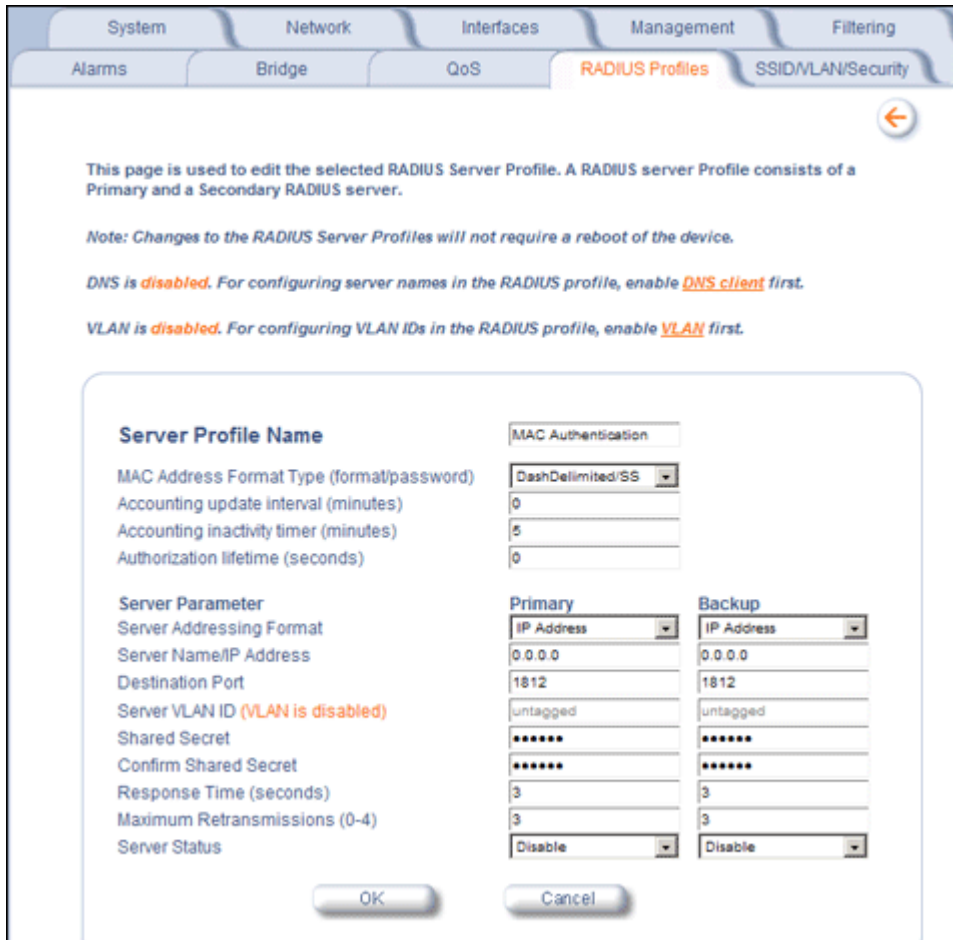 System Network Interfaces Management Filtering
Alarms Bridge QoS RADIUS Profiles SSID/VLAN/Security
This page is used to edit the selected RADIUS Server Profile. A RADIUS server Profile consists of a
Primary and a Secondary RADIUS server.
Note: Changes to the RADIUS Server Profiles will not require a reboot of the device.
DNS is disabled. For configuring server names in the RADIUS profile, enable DNS client first.
VLAN is disabled. For configuring VLAN IDs in the RADIUS profile, enable VLAN first.
Server Profile Name MAC Authentication
MAC Address Format Type (format/password) DashDelimited/SS
Accounting update interval (minutes) 0
Accounting inactivity timer (minutes) 5
Authorization lifetime (seconds) 0
Server Parameter Primary Backup
Server Addressing Format IP Address IP Address
Server Name/IP Address 0.0.0.0 0.0.0.0
Destination Port 1812 1812
Server VLAN ID (VLAN is disabled) untagged untagged
Shared Secret •••••• ••••••
Confirm Shared Secret •••••• ••••••
Response Time (seconds) 3 3
Maximum Retransmissions (0-4) 3 3
Server Status Disable Disable
OK Cancel